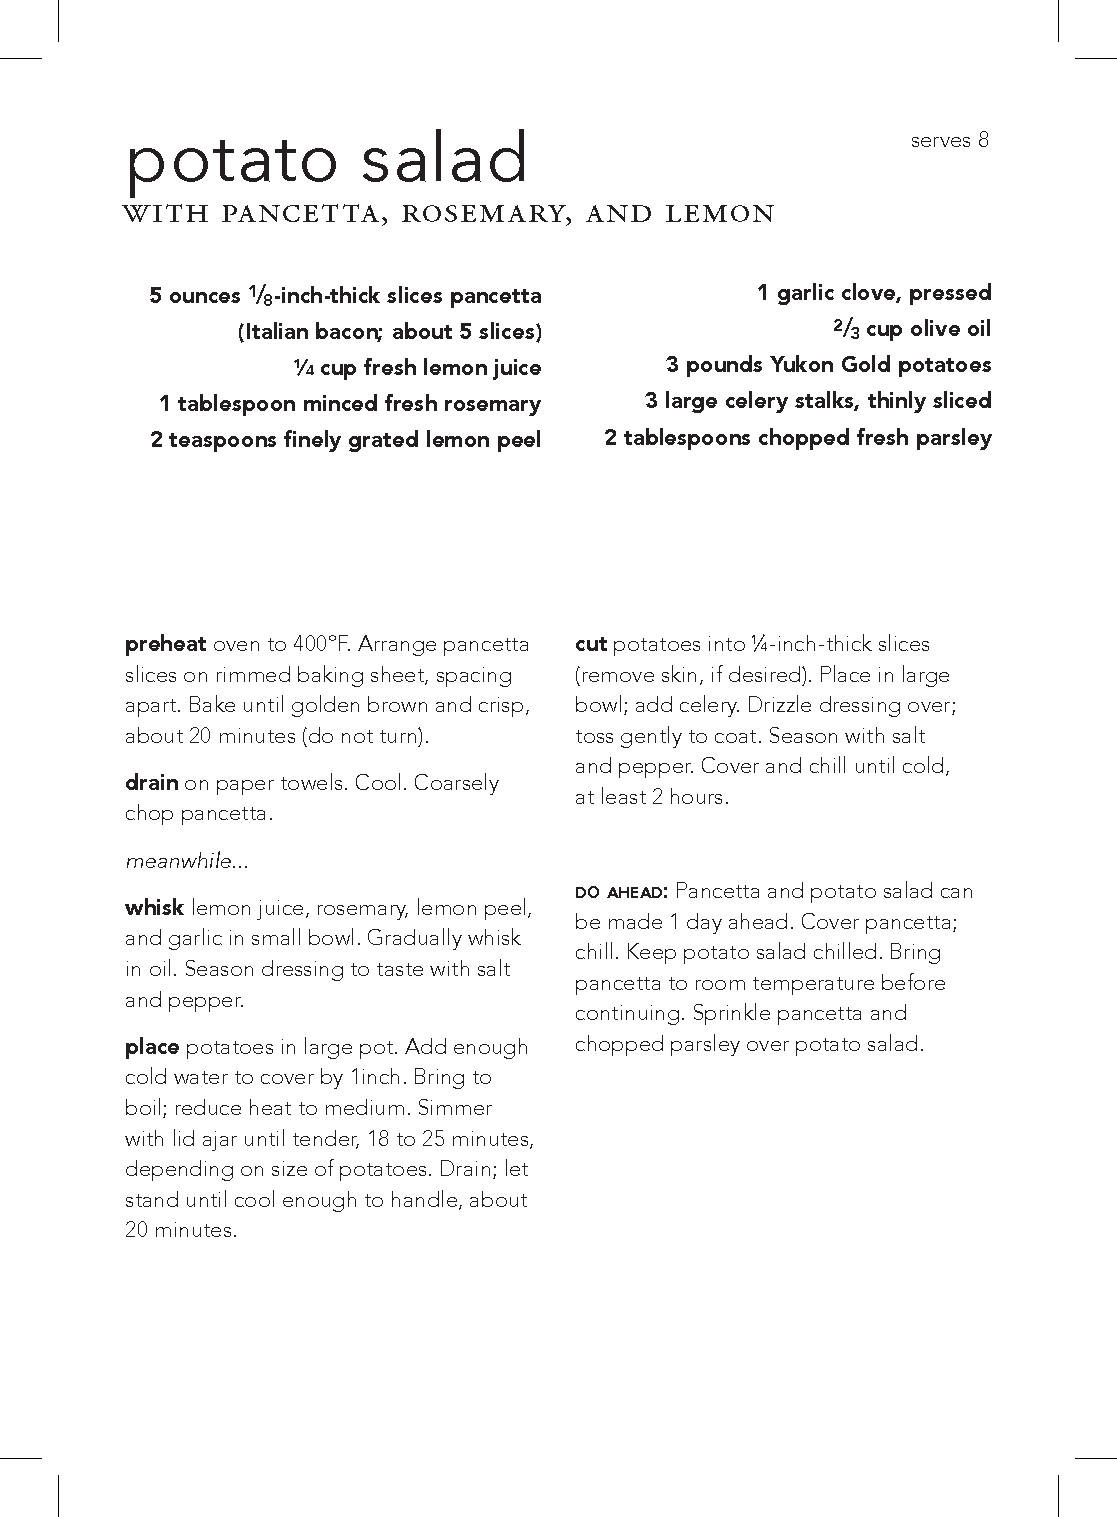 potato salad
serves 8
WITH PANCETTA, ROSEMARY, AND LEMON
5 ounces 1/8-inch-thick slices pancetta
(Italian bacon; about 5 slices)
¼ cup fresh lemon juice
1 tablespoon minced fresh rosemary
2 teaspoons finely grated lemon peel
1 garlic clove, pressed
2/3 cup olive oil
3 pounds Yukon Gold potatoes
3 large celery stalks, thinly sliced
2 tablespoons chopped fresh parsley
preheat oven to 400°F. Arrange pancetta
slices on rimmed baking sheet, spacing
apart. Bake until golden brown and crisp,
about 20 minutes (do not turn).
drain on paper towels. Cool. Coarsely
chop pancetta.
meanwhile...
whisk lemon juice, rosemary, lemon peel,
and garlic in small bowl. Gradually whisk
in oil. Season dressing to taste with salt
and pepper.
place potatoes in large pot. Add enough
cold water to cover by 1inch. Bring to
boil; reduce heat to medium. Simmer
with lid ajar until tender, 18 to 25 minutes,
depending on size of potatoes. Drain; let
stand until cool enough to handle, about
20 minutes.
cut potatoes into ¼-inch-thick slices
(remove skin, if desired). Place in large
bowl; add celery. Drizzle dressing over;
toss gently to coat. Season with salt
and pepper. Cover and chill until cold,
at least 2 hours.
DO AHEAD: Pancetta and potato salad can
be made 1 day ahead. Cover pancetta;
chill. Keep potato salad chilled. Bring
pancetta to room temperature before
continuing. Sprinkle pancetta and
chopped parsley over potato salad.